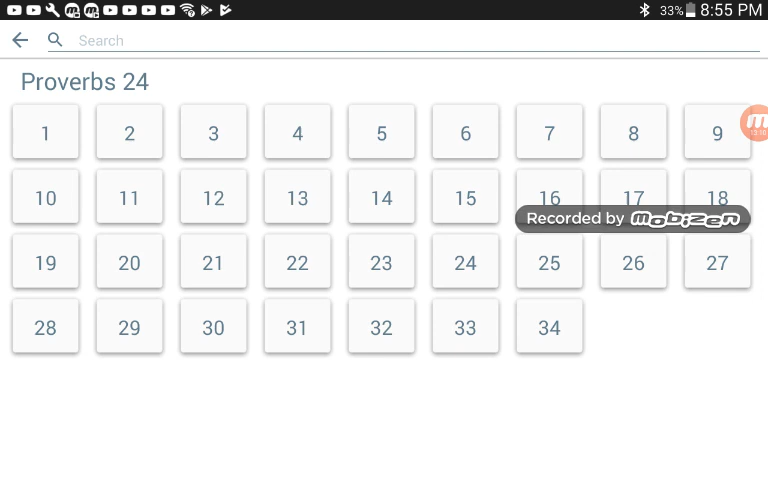 33% 8:55 PM
Search
Proverbs 24
1 2 3 4 5 6 7 8 9
10 11 12 13 14 15 16 17 18
Recorded by mobizen
19 20 21 22 23 24 25 26 27
28 29 30 31 32 33 34